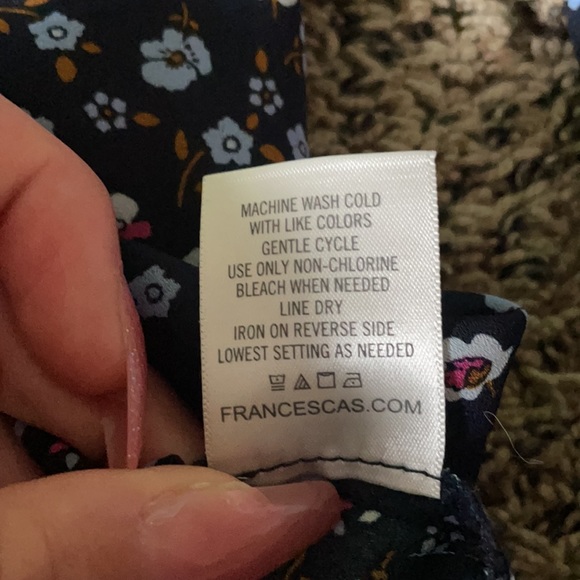 MACHINE WASH COLD
WITH LIKE COLORS
GENTLE CYCLE
USE ONLY NON-CHLORINE
BLEACH WHEN NEEDED
LINE DRY
IRON ON REVERSE SIDE
LOWEST SETTING AS NEEDED
FRANCESCAS.COM